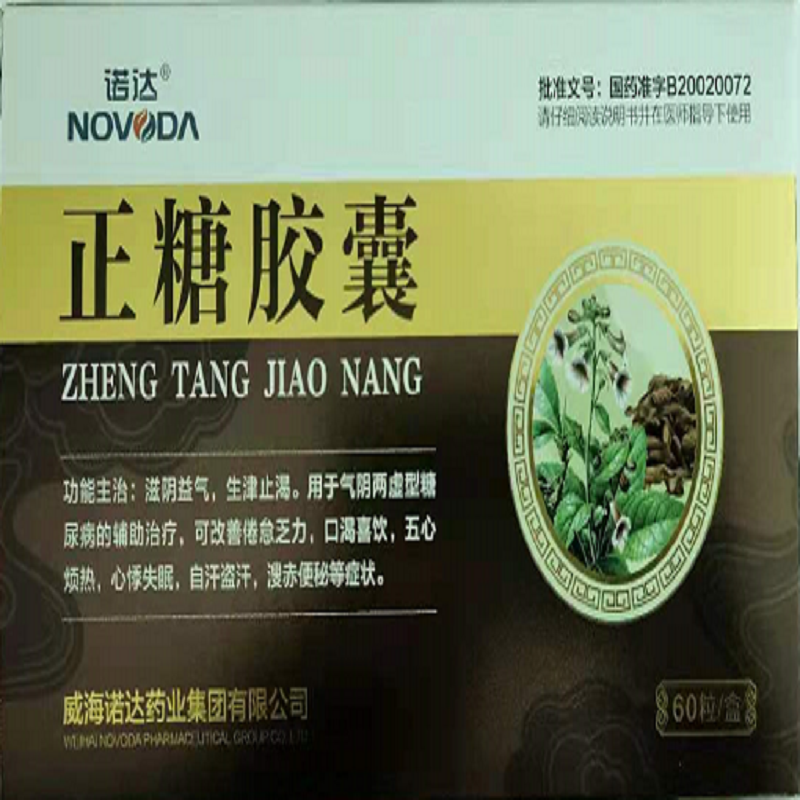 诺达®
NOVODA
批准文号：国药准字B20020072
请仔细阅读说明书并在医师指导下使用
正糖胶囊
ZHENG TANG JIAO NANG
功能主治：滋阴益气，生津止渴。用于气阴两虚型糖
尿病的辅助治疗，可改善倦怠乏力，口渴喜饮，五心
烦热，心悸失眠，自汗盗汗，溲赤便秘等症状。
威海诺达药业集团有限公司
WEIHAI NOVODA PHARMACEUTICAL GROUP CO., LTD
60粒/盒